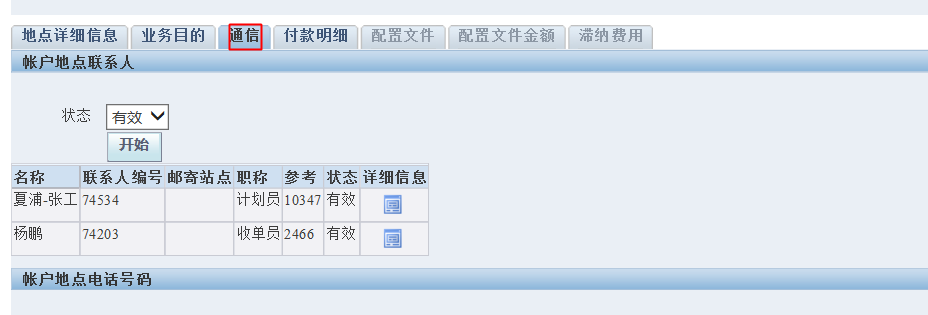 地点详细信息 业务目的 通信 付款明细 配置文件 配置文件金额 滞纳费用
帐户地点联系人
状态 有效
开始
名称 联系人编号 邮寄站点 职称 参考 状态 详细信息
夏浦-张工 74534 计划员 10347 有效
杨鹏 74203 收单员 2466 有效
帐户地点电话号码